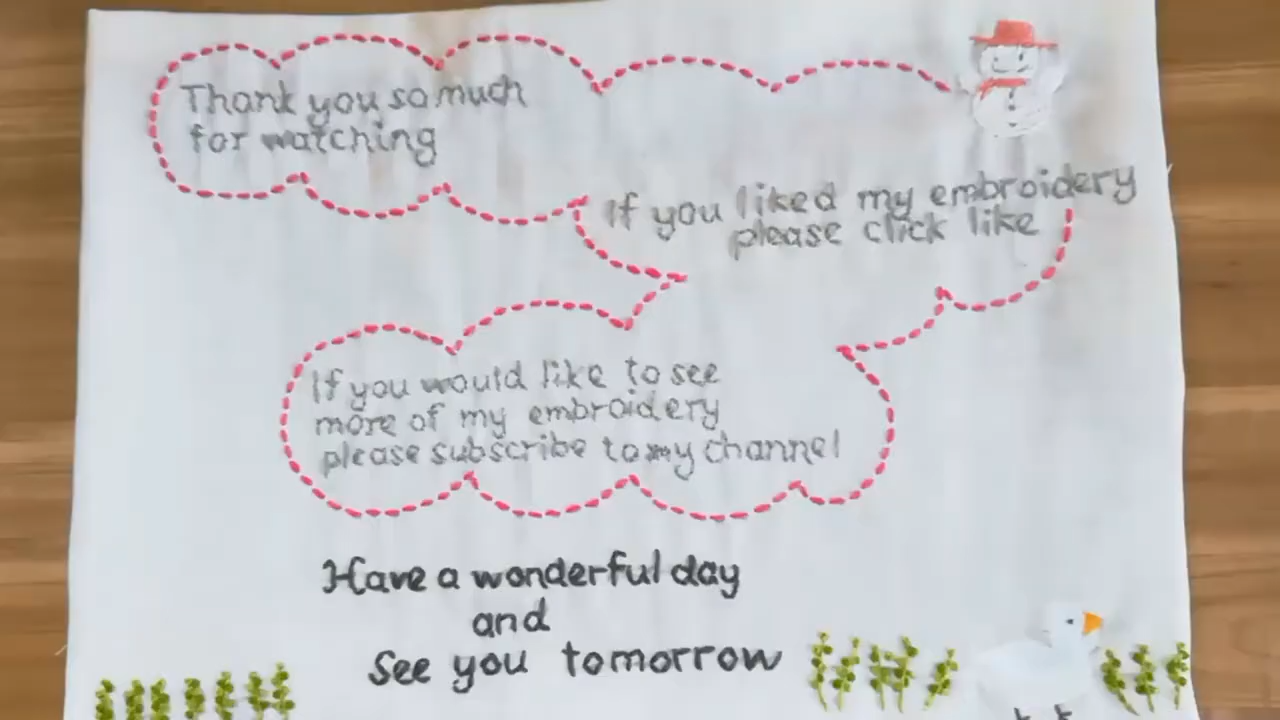 Thank you so much
for watching
If you liked my embroidery
please click like
If you would like to see
more of my embroidery
please subscribe to my channel
Have a wonderful day
and
See you tomorrow